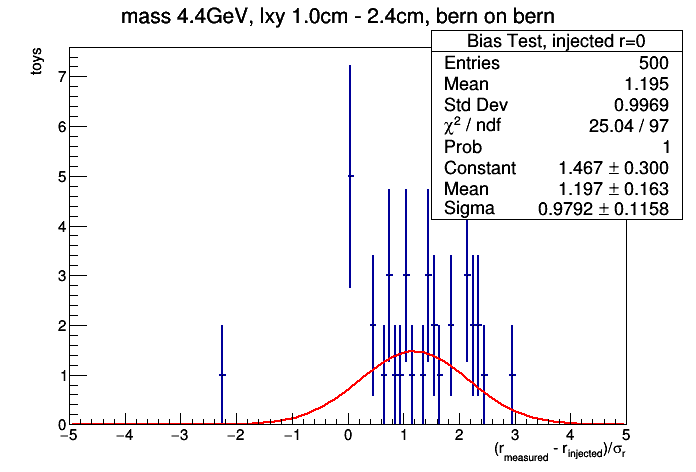 mass 4.4GeV, lxy 1.0cm - 2.4cm, bern on bern
Bias Test, injected r=0
Entries 500
Mean 1.195
Std Dev 0.9969
χ² / ndf 25.04 / 97
Prob 1
Constant 1.467 ± 0.300
Mean 1.197 ± 0.163
Sigma 0.9792 ± 0.1158
toys
7
6
5
4
3
2
1
0
−5 −4 −3 −2 −1 0 1 2 3 4 5
(r_measured - r_injected)/σ_r